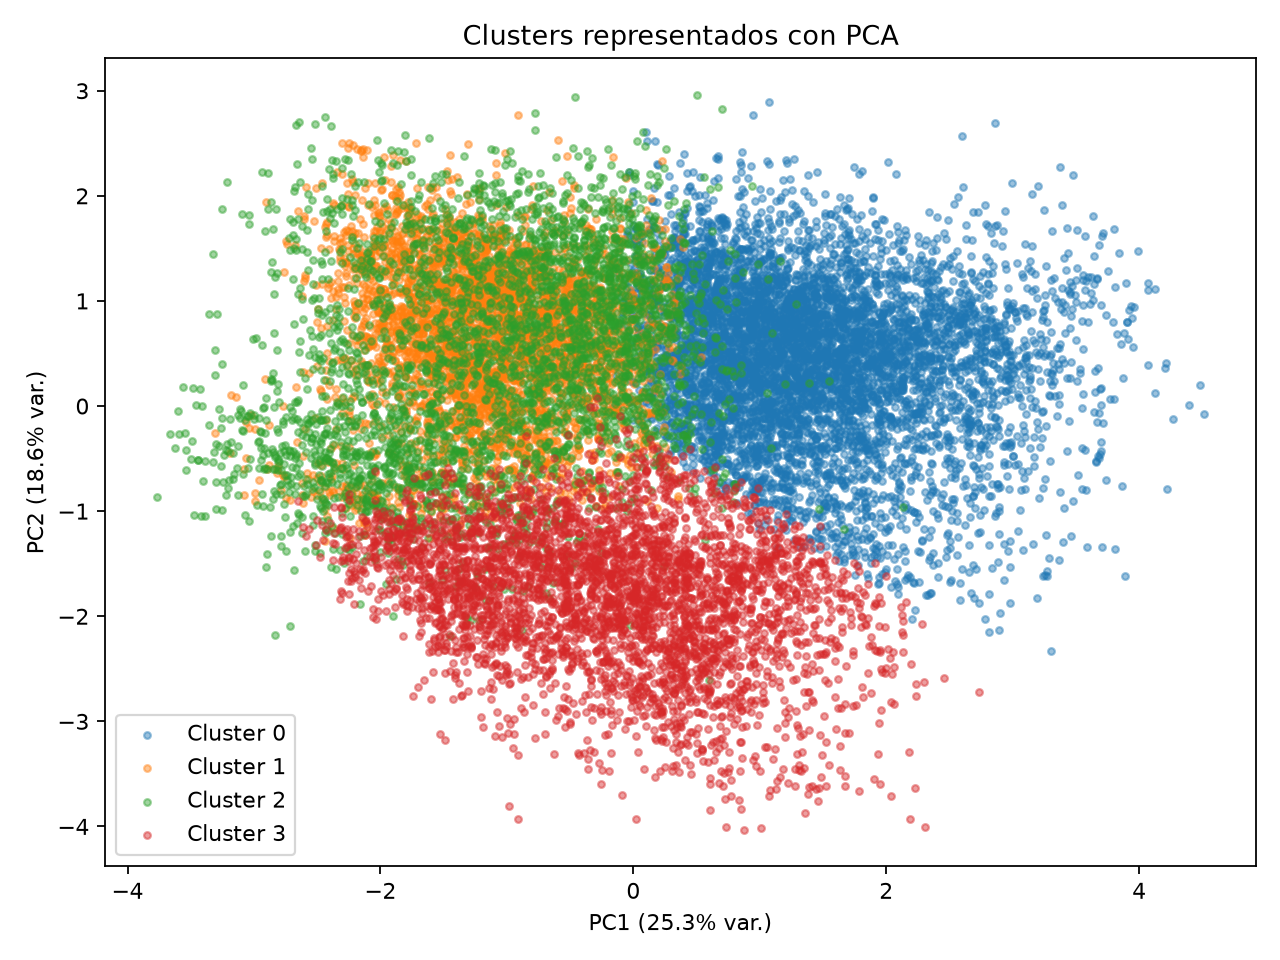 Clusters representados con PCA
PC2 (18.6% var.)
3
2
1
0
−1
−2
−3
−4
Cluster 0
Cluster 1
Cluster 2
Cluster 3
−4
−2
0
2
4
PC1 (25.3% var.)